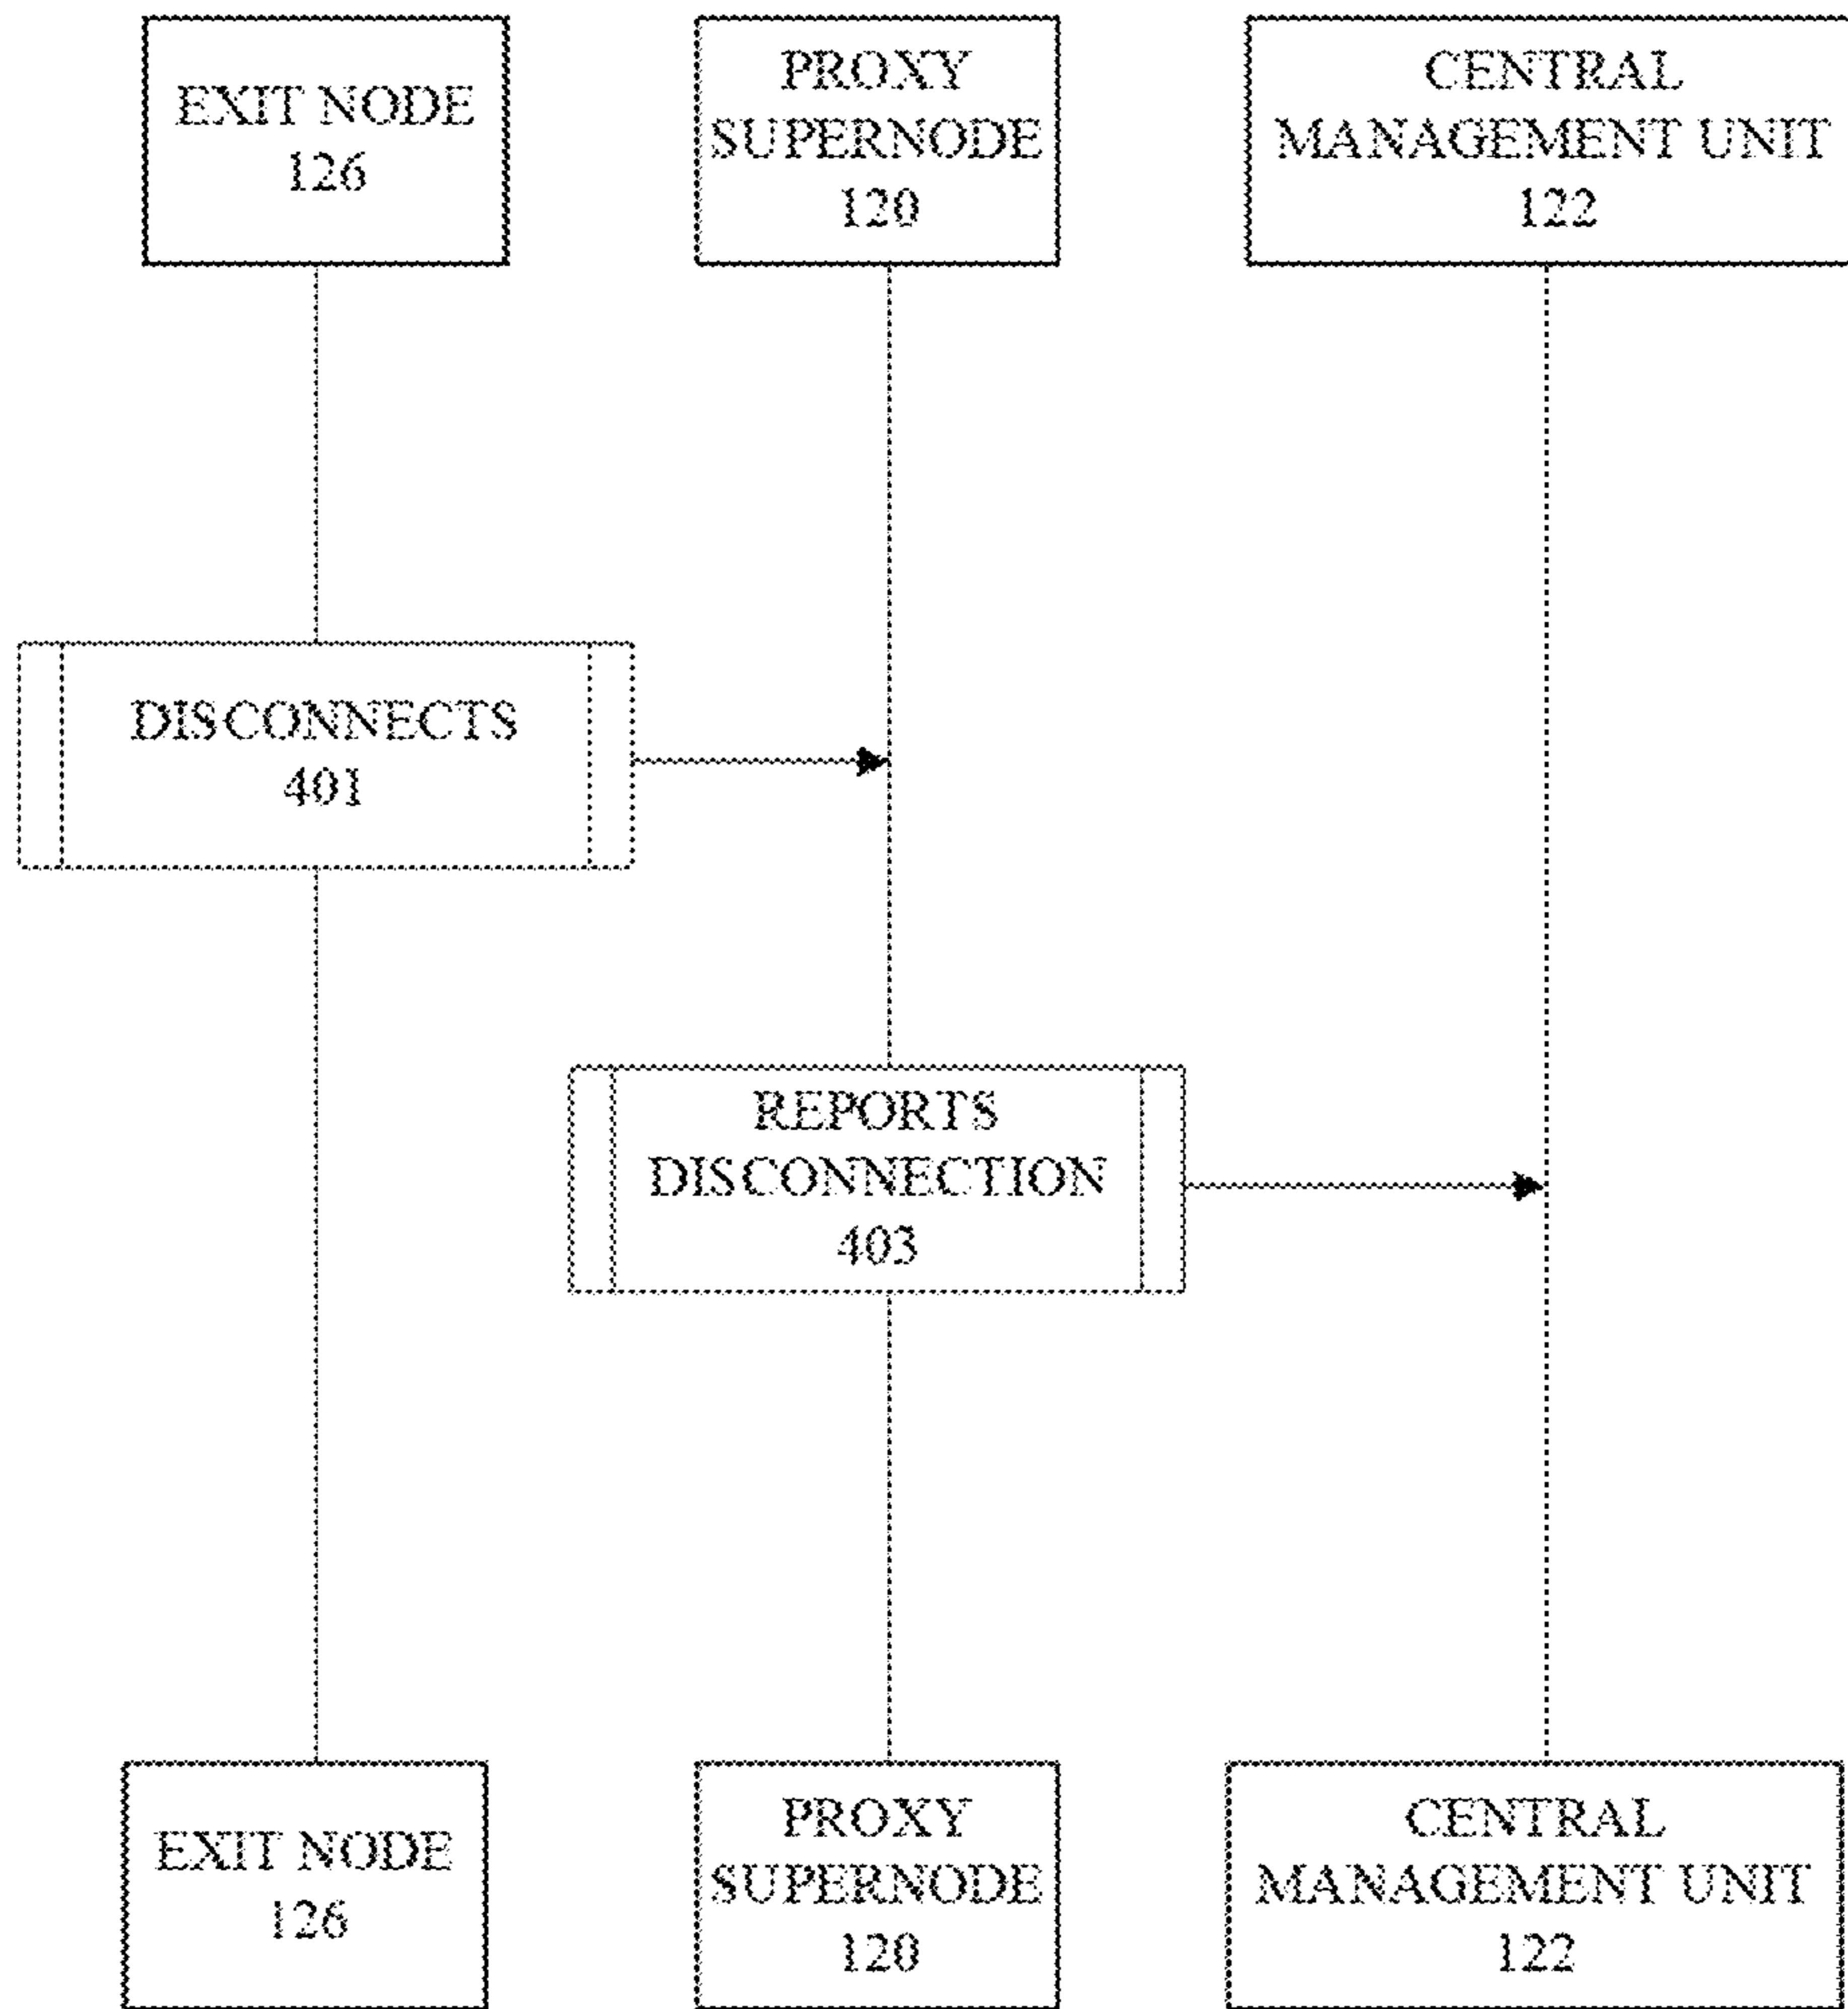 EXIT NODE
126
PROXY
SUPERNODE
120
CENTRAL
MANAGEMENT UNIT
122
DISCONNECTS
401
REPORTS
DISCONNECTION
403
EXIT NODE
126
PROXY
SUPERNODE
120
CENTRAL
MANAGEMENT UNIT
122